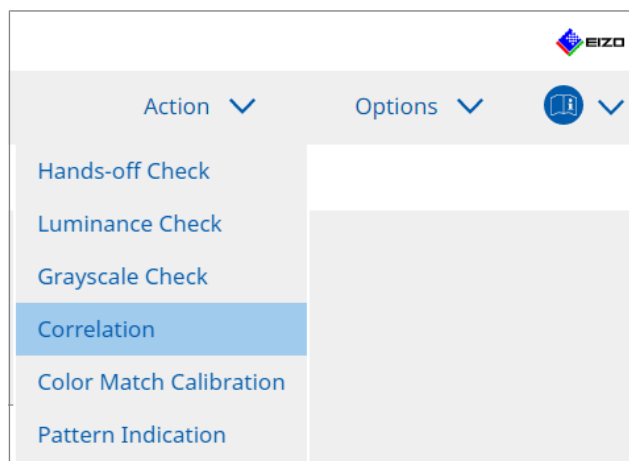 EIZO
Action
Options
Hands-off Check
Luminance Check
Grayscale Check
Correlation
Color Match Calibration
Pattern Indication